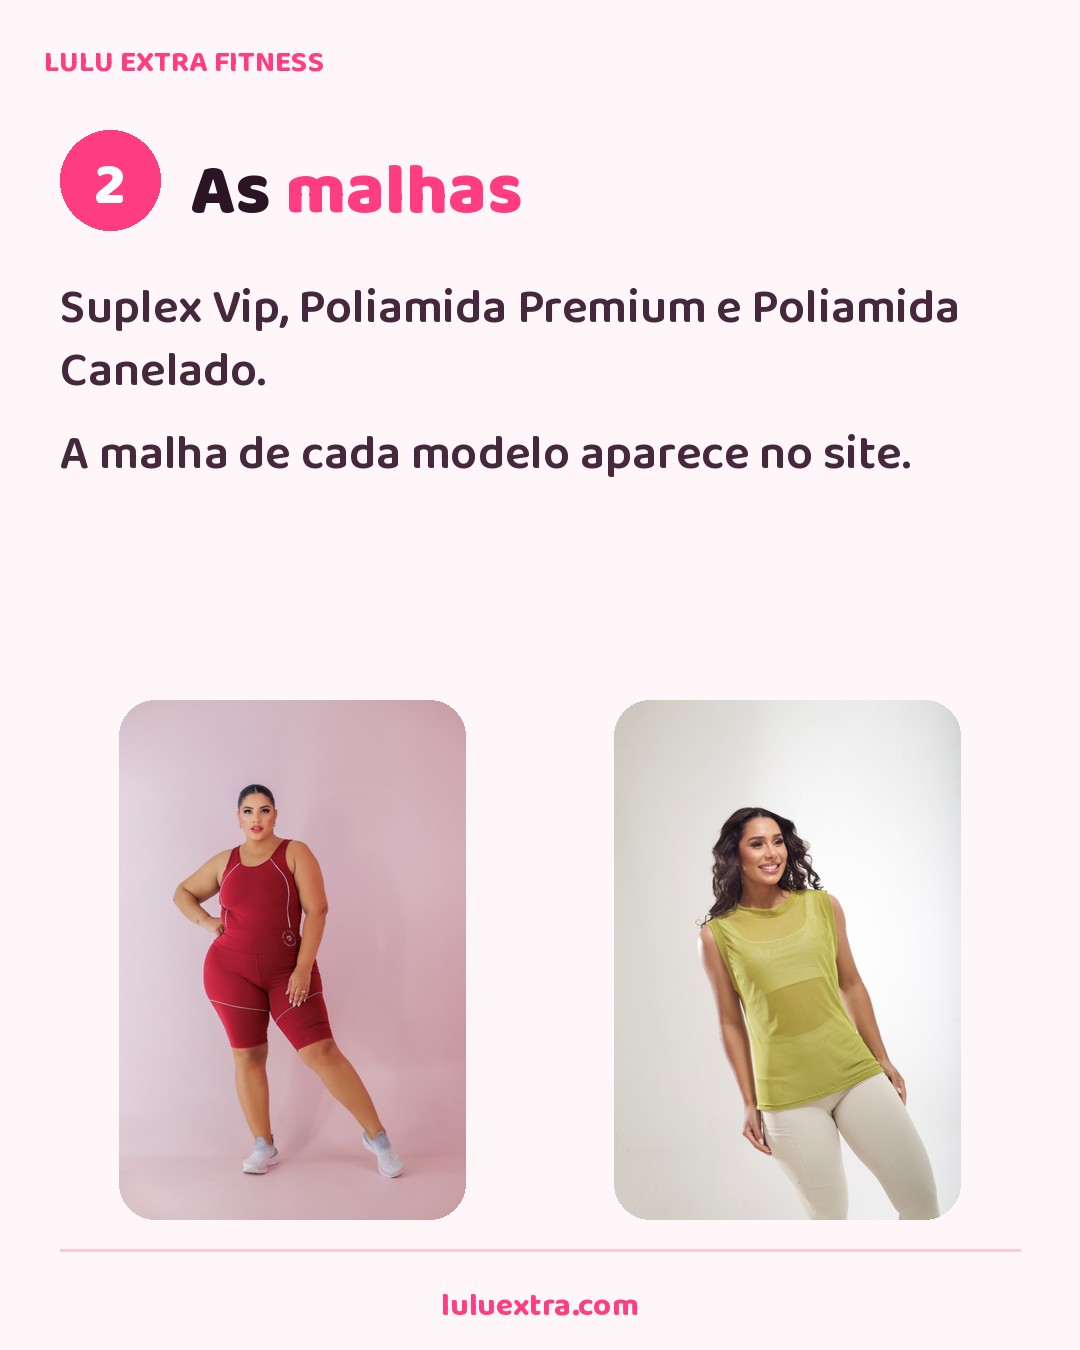 LULU EXTRA FITNESS
2
As malhas
Suplex Vip, Poliamida Premium e Poliamida
Canelado.
A malha de cada modelo aparece no site.
luluextra.com